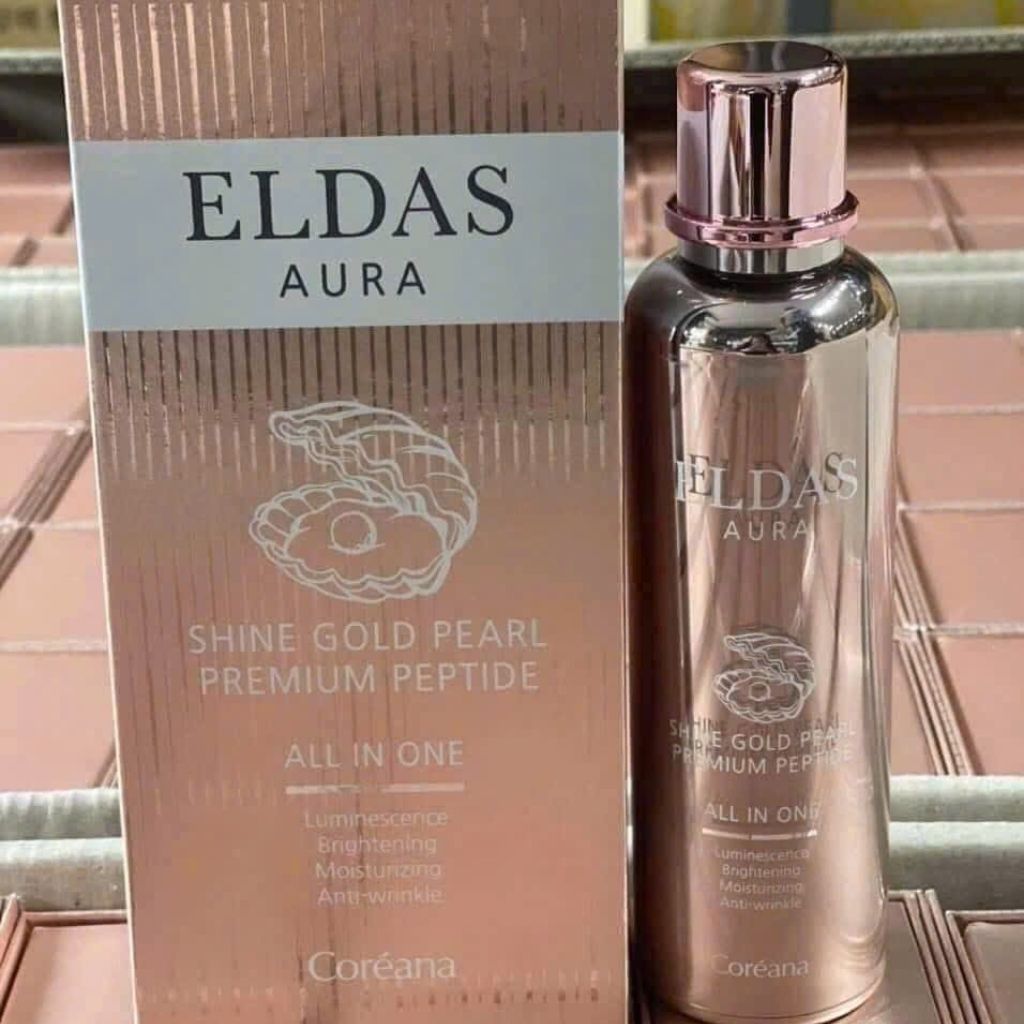 ELDAS
AURA
SHINE GOLD PEARL
PREMIUM PEPTIDE
ALL IN ONE
Luminescence
Brightening
Moisturizing
Anti-wrinkle
Coréana
ELDAS
AURA
SHINE GOLD PEARL
PREMIUM PEPTIDE
ALL IN ONE
Luminescence
Brightening
Moisturizing
Anti-wrinkle
Coréana